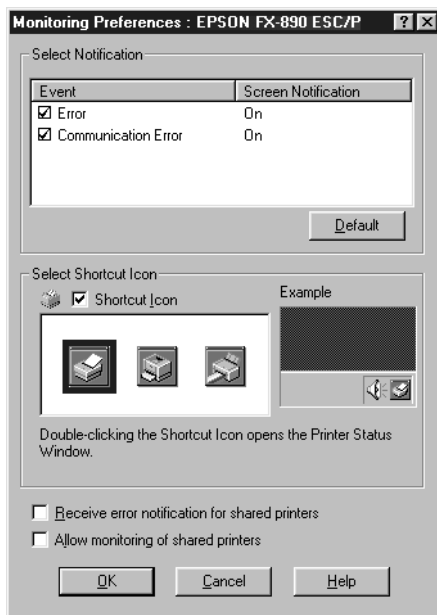 Monitoring Preferences : EPSON FX-890 ESC/P
Select Notification
Event Screen Notification
Error On
Communication Error On
Default
Select Shortcut Icon
Shortcut Icon Example
Double-clicking the Shortcut Icon opens the Printer Status
Window.
Receive error notification for shared printers
Allow monitoring of shared printers
OK Cancel Help